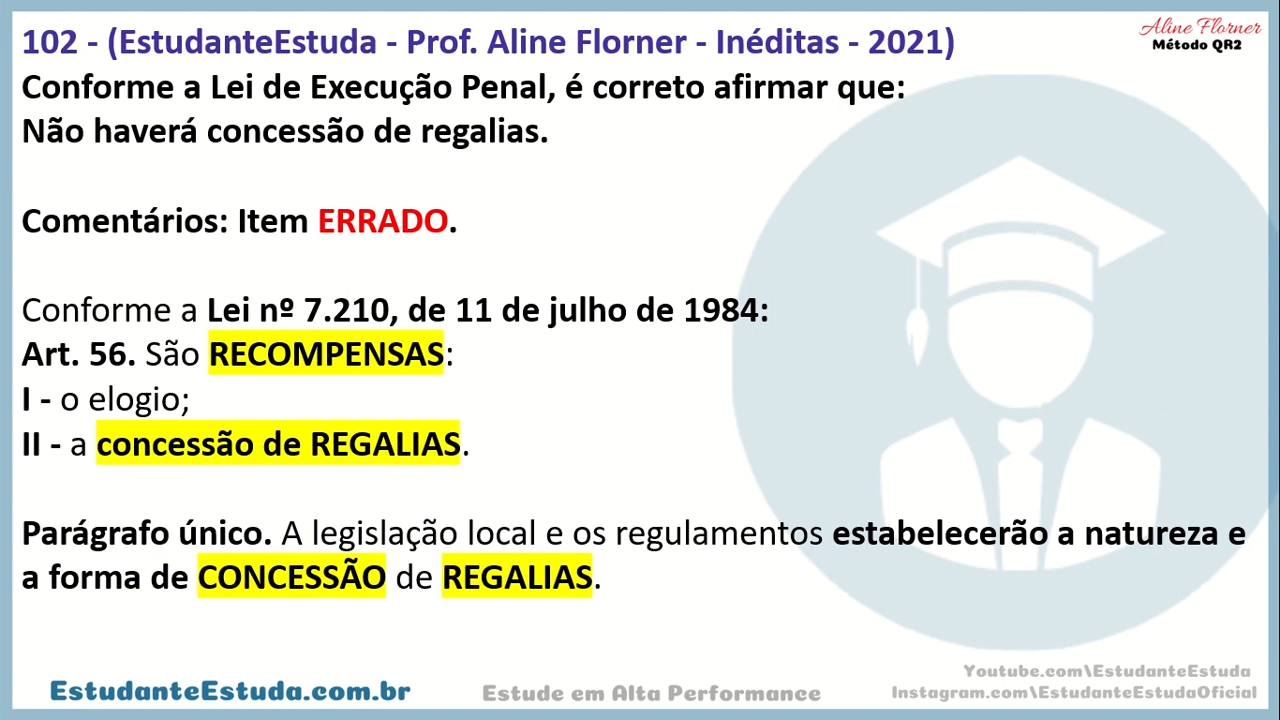 102 - (EstudanteEstuda - Prof. Aline Florner - Inéditas - 2021)
Aline Florner
Método QR2
Conforme a Lei de Execução Penal, é correto afirmar que:
Não haverá concessão de regalias.
Comentários: Item ERRADO.
Conforme a Lei nº 7.210, de 11 de julho de 1984:
Art. 56. São RECOMPENSAS:
I - o elogio;
II - a concessão de REGALIAS.
Parágrafo único. A legislação local e os regulamentos estabelecerão a natureza e
a forma de CONCESSÃO de REGALIAS.
Youtube.com\EstudanteEstuda
EstudanteEstuda.com.br
Estude em Alta Performance
Instagram.com\EstudanteEstudaOficial